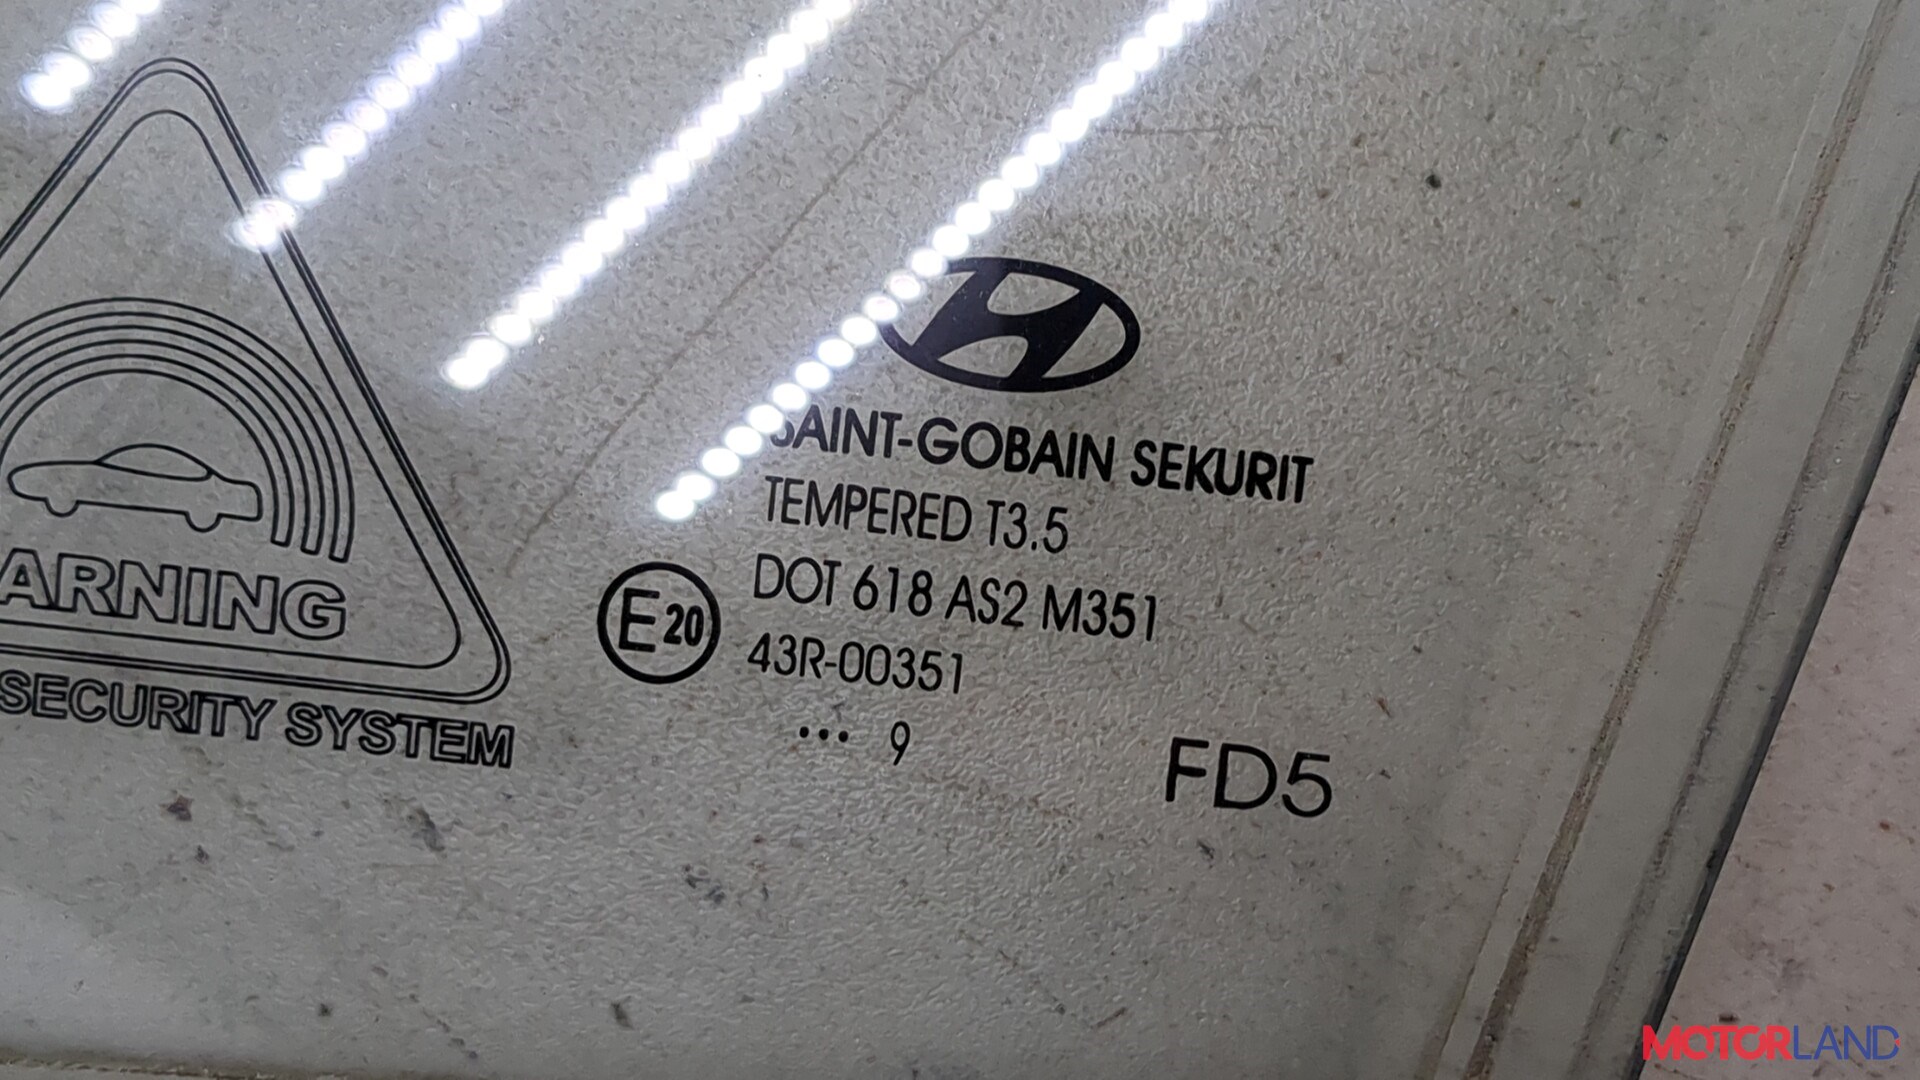 SAINT-GOBAIN SEKURIT
TEMPERED T3.5
DOT 618 AS2 M351
E20
43R-00351
... 9
FD5
ARNING
SECURITY SYSTEM
MOTORLAND